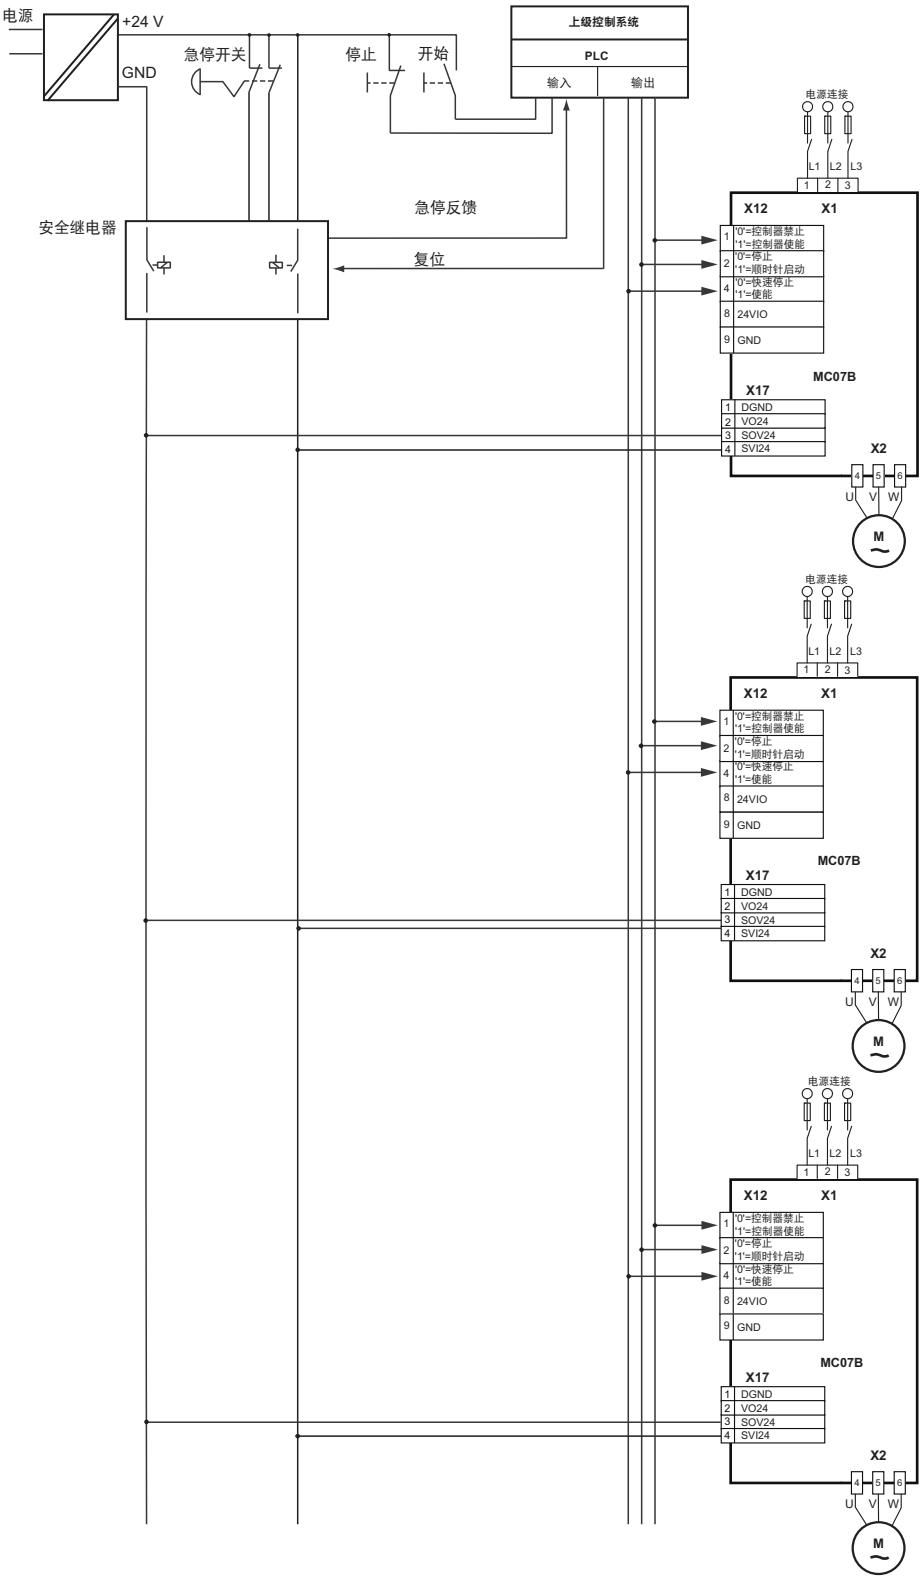 电源
+24 V
GND
急停开关
停止
开始
上级控制系统
PLC
输入
输出
安全继电器
急停反馈
复位
电源连接
L1
L2
L3
1
2
3
X12
X1
1
'0'=控制器禁止
'1'=控制器使能
2
'0'=停止
'1'=顺时针启动
4
'0'=快速停止
'1'=使能
8
24VIO
9
GND
MC07B
X17
1
DGND
2
VO24
3
SOV24
4
SVI24
X2
4
5
6
U
V
W
M
~
电源连接
L1
L2
L3
1
2
3
X12
X1
1
'0'=控制器禁止
'1'=控制器使能
2
'0'=停止
'1'=顺时针启动
4
'0'=快速停止
'1'=使能
8
24VIO
9
GND
MC07B
X17
1
DGND
2
VO24
3
SOV24
4
SVI24
X2
4
5
6
U
V
W
M
~
电源连接
L1
L2
L3
1
2
3
X12
X1
1
'0'=控制器禁止
'1'=控制器使能
2
'0'=停止
'1'=顺时针启动
4
'0'=快速停止
'1'=使能
8
24VIO
9
GND
MC07B
X17
1
DGND
2
VO24
3
SOV24
4
SVI24
X2
4
5
6
U
V
W
M
~